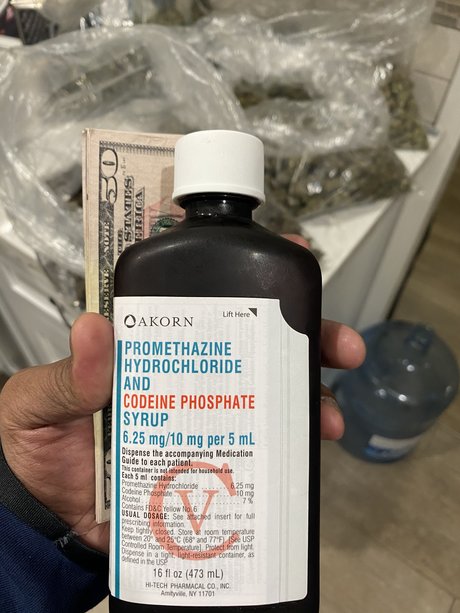 50
STATES
AKORN
Lift Here
PROMETHAZINE
HYDROCHLORIDE
AND
CODEINE PHOSPHATE
SYRUP
6.25 mg/10 mg per 5 mL
Dispense the accompanying Medication
Guide to each patient.
This container is not intended for household use.
Each 5 ml contains:
Promethazine Hydrochloride 6.25 mg
Codeine Phosphate 10 mg
Alcohol 7 %
Contains FD&C Yellow No. 6
USUAL DOSAGE: See attached insert for full
prescribing information.
Keep tightly closed. Store at room temperature
between 20° and 25°C (68° and 77°F). See USP
Controlled Room Temperature]. Protect from light.
Dispense in a tight, light-resistant container, as
defined in the USP.
CV
16 fl oz (473 mL)
HI-TECH PHARMACAL CO., INC.
Amityville, NY 11701